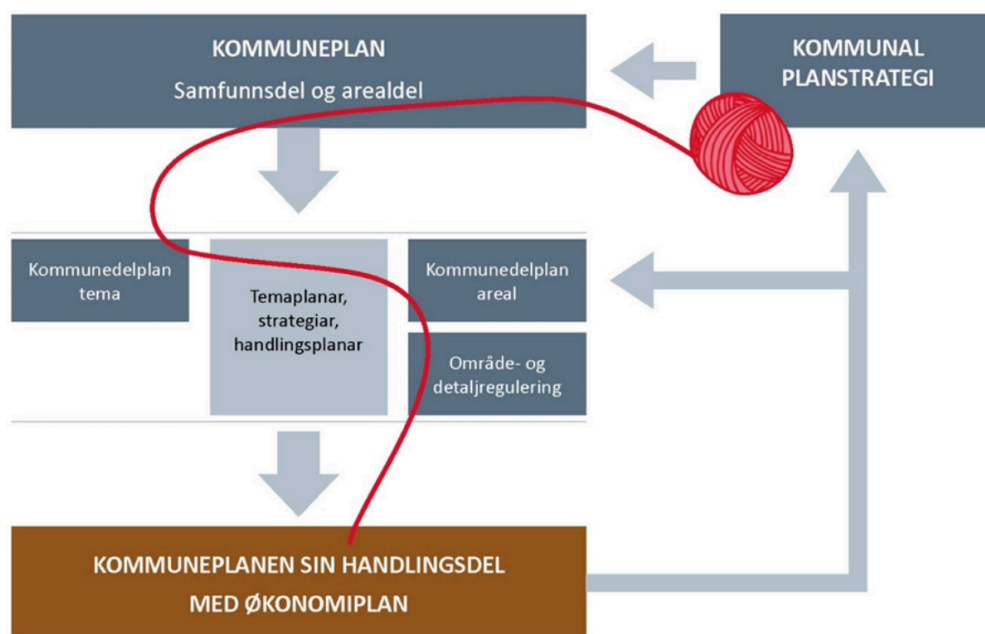 KOMMUNEPLAN
Samfunnsdel og arealdel
KOMMUNAL
PLANSTRATEGI
Kommunedelplan
tema
Temaplanar,
strategiar,
handlingsplanar
Kommunedelplan
areal
Område- og
detaljregulering
KOMMUNEPLANEN SIN HANDLINGSDEL
MED ØKONOMIPLAN